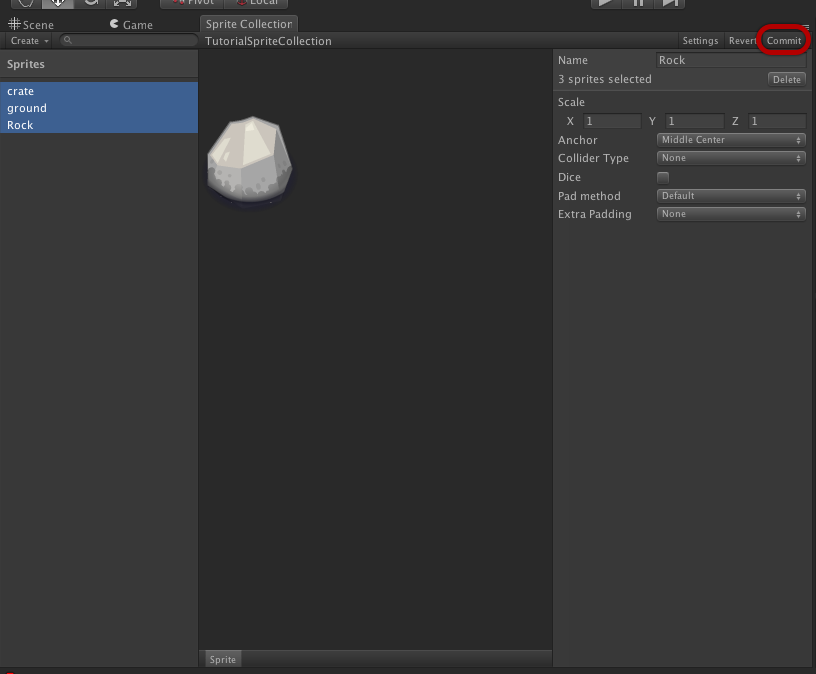 Pivot Local
Scene Game Sprite Collection
Create TutorialSpriteCollection Settings Revert Commit
Sprites
crate
ground
Rock
Name Rock
3 sprites selected Delete
Scale
X 1 Y 1 Z 1
Anchor Middle Center
Collider Type None
Dice
Pad method Default
Extra Padding None
Sprite